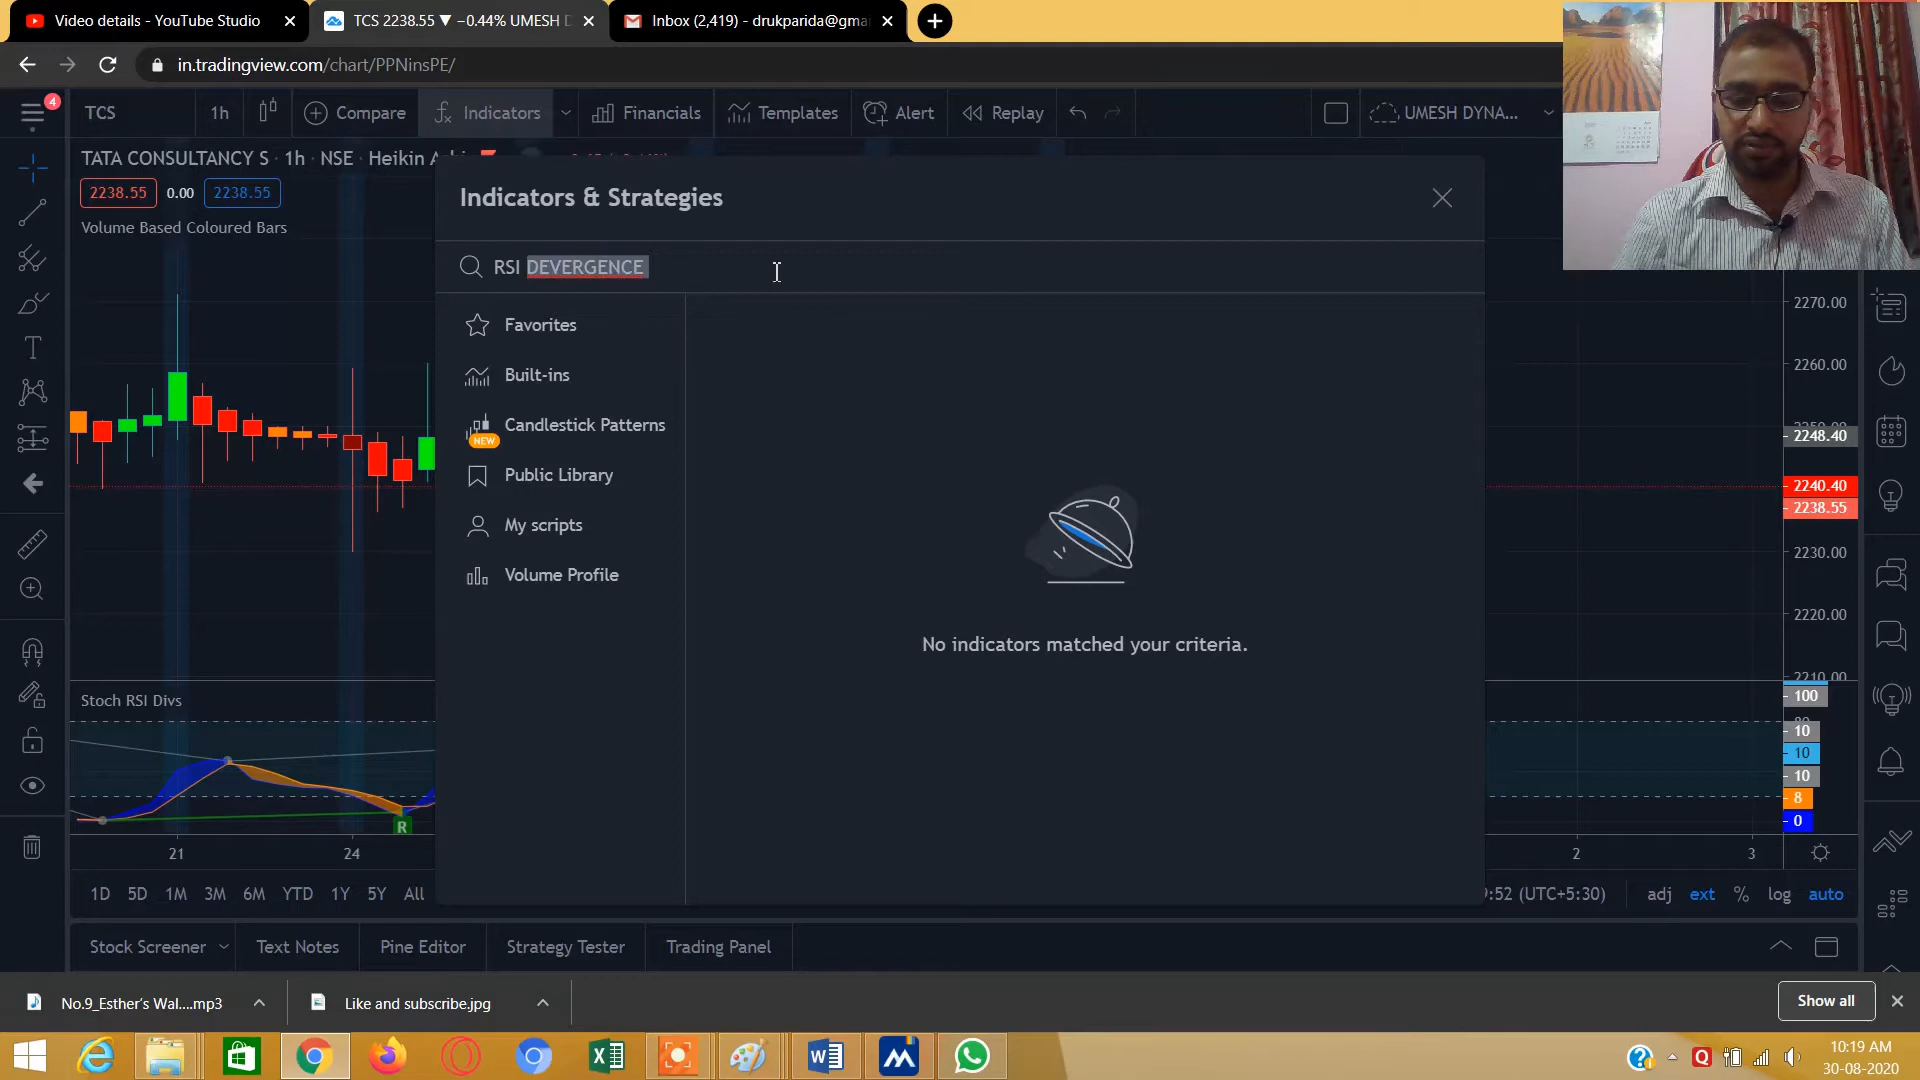 Video details - YouTube Studio
TCS 2238.55 ▼ −0.44% UMESH D
Inbox (2,419) - drukparida@gma
in.tradingview.com/chart/PPNinsPE/
4
TCS
1h
Compare
Indicators
Financials
Templates
Alert
Replay
UMESH DYNA...
TATA CONSULTANCY S · 1h · NSE · Heikin
2238.55
0.00
2238.55
Volume Based Coloured Bars
Indicators & Strategies
RSI DEVERGENCE
Favorites
Built-ins
Candlestick Patterns
NEW
Public Library
My scripts
Volume Profile
No indicators matched your criteria.
2270.00
2260.00
2248.40
2240.40
2238.55
2230.00
2220.00
2210.00
Stoch RSI Divs
100
10
10
10
8
0
R
21
24
2
3
1D
5D
1M
3M
6M
YTD
1Y
5Y
All
9:52 (UTC+5:30)
adj
ext
%
log
auto
Stock Screener
Text Notes
Pine Editor
Strategy Tester
Trading Panel
No.9_Esther's Wal....mp3
Like and subscribe.jpg
Show all
10:19 AM
30-08-2020